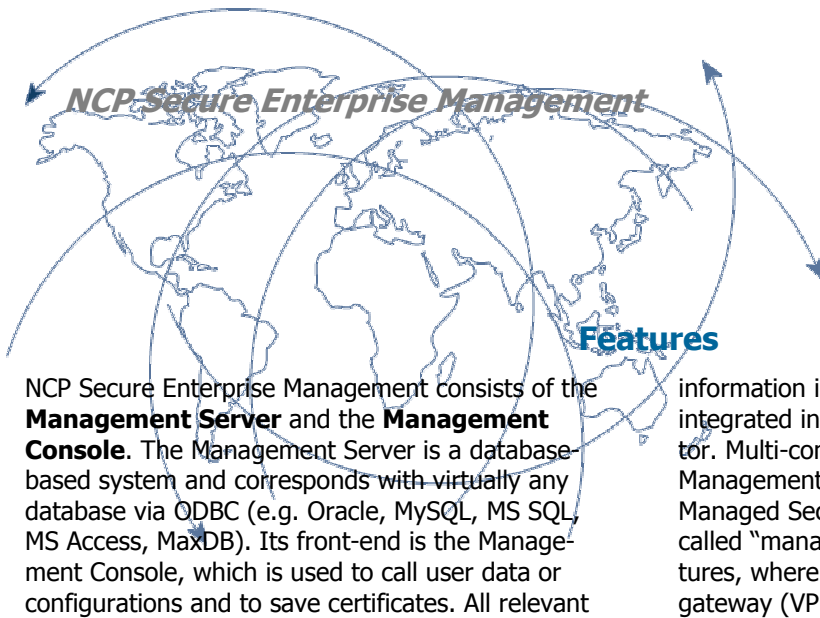 NCP Secure Enterprise Management
Features
NCP Secure Enterprise Management consists of the
Management Server and the Management
Console. The Management Server is a database-
based system and corresponds with virtually any
database via ODBC (e.g. Oracle, MySQL, MS SQL,
MS Access, MaxDB). Its front-end is the Manage-
ment Console, which is used to call user data or
configurations and to save certificates. All relevant
information i
integrated in
tor. Multi-con
Management
Managed Sec
called “mana
tures, where
gateway (VP